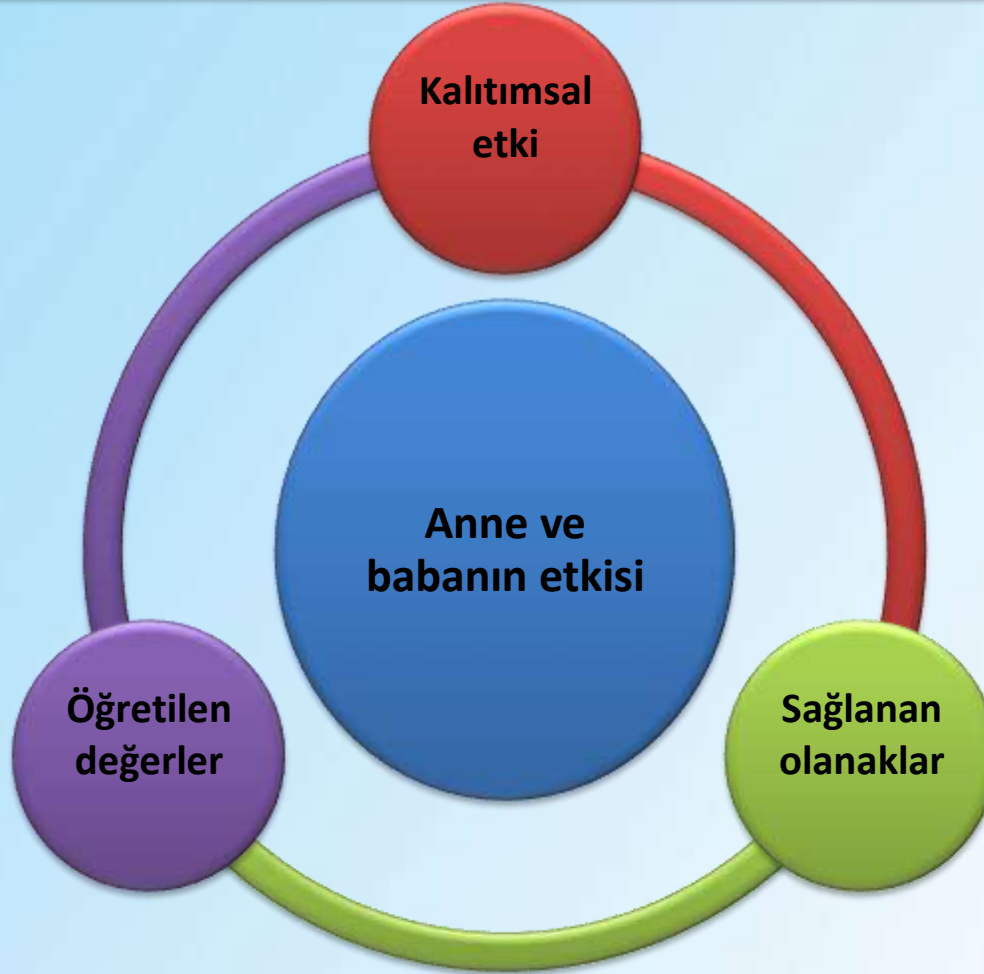 Kalıtımsal
etki
Anne ve
babanın etkisi
Öğretilen
değerler
Sağlanan
olanaklar